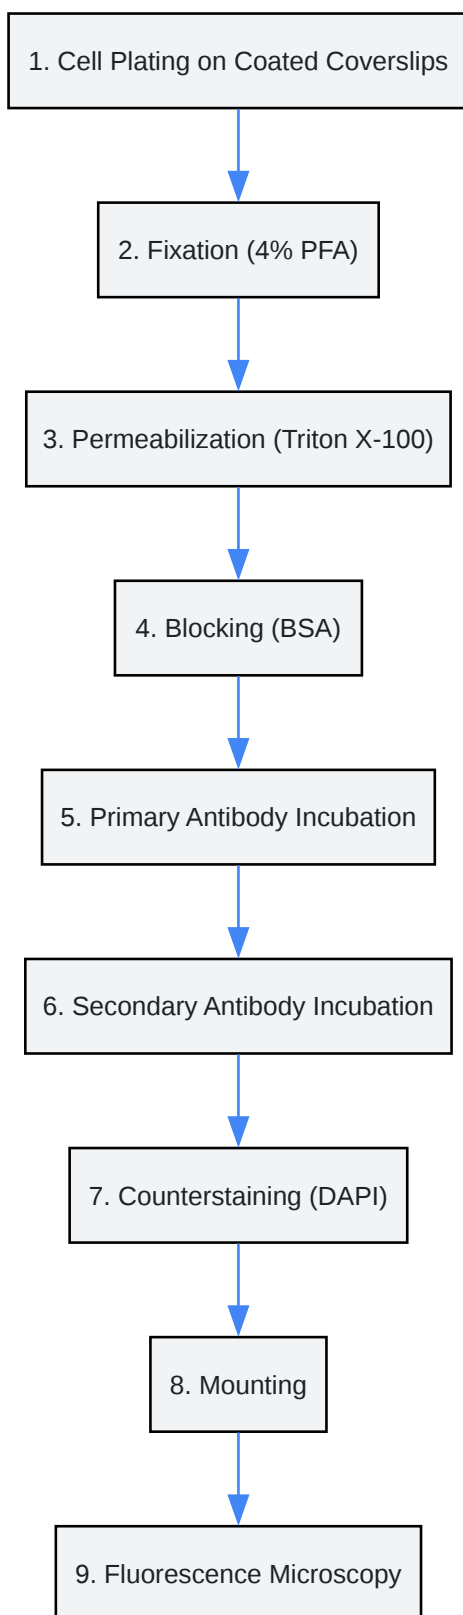 1. Cell Plating on Coated Coverslips
2. Fixation (4% PFA)
3. Permeabilization (Triton X-100)
4. Blocking (BSA)
5. Primary Antibody Incubation
6. Secondary Antibody Incubation
7. Counterstaining (DAPI)
8. Mounting
9. Fluorescence Microscopy